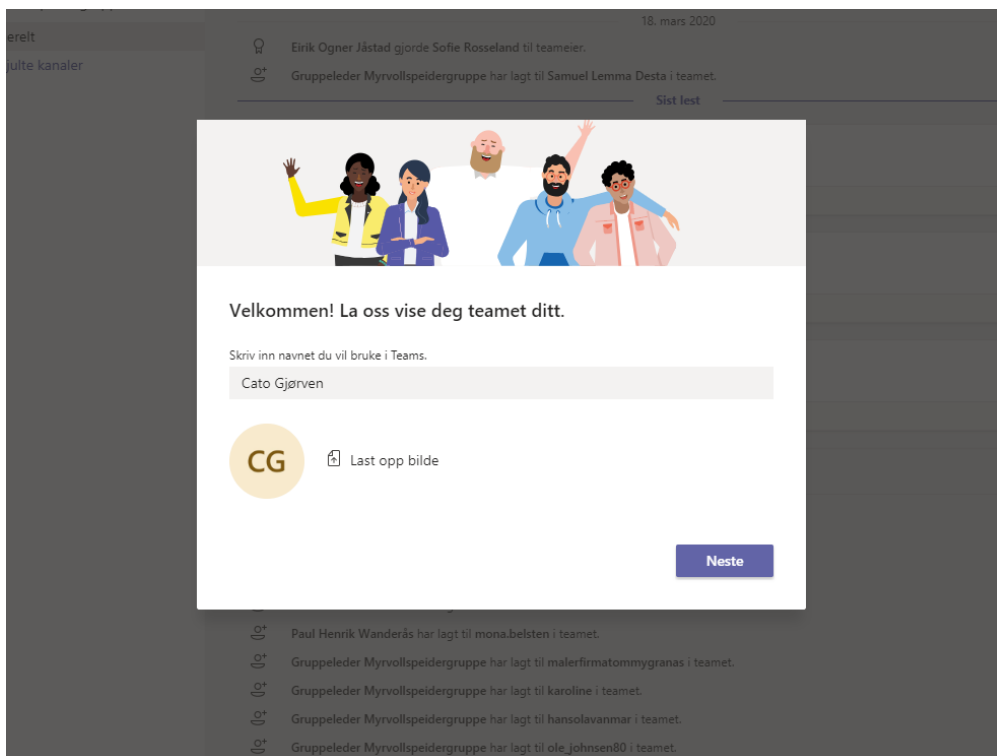 18. mars 2020
erelt
Eirik Ogner Jåstad gjorde Sofie Rosseland til teameier.
julte kanaler
Gruppeleder Myrvollspeidergruppe har lagt til Samuel Lemma Desta i teamet.
Sist lest
Velkommen! La oss vise deg teamet ditt.
Skriv inn navnet du vil bruke i Teams.
Cato Gjørven
CG
Last opp bilde
Neste
Paul Henrik Wanderås har lagt til mona.belsten i teamet.
Gruppeleder Myrvollspeidergruppe har lagt til malerfirmatommygranas i teamet.
Gruppeleder Myrvollspeidergruppe har lagt til karoline i teamet.
Gruppeleder Myrvollspeidergruppe har lagt til hansolavanmar i teamet.
Gruppeleder Myrvollspeidergruppe har lagt til ole_johnsen80 i teamet.